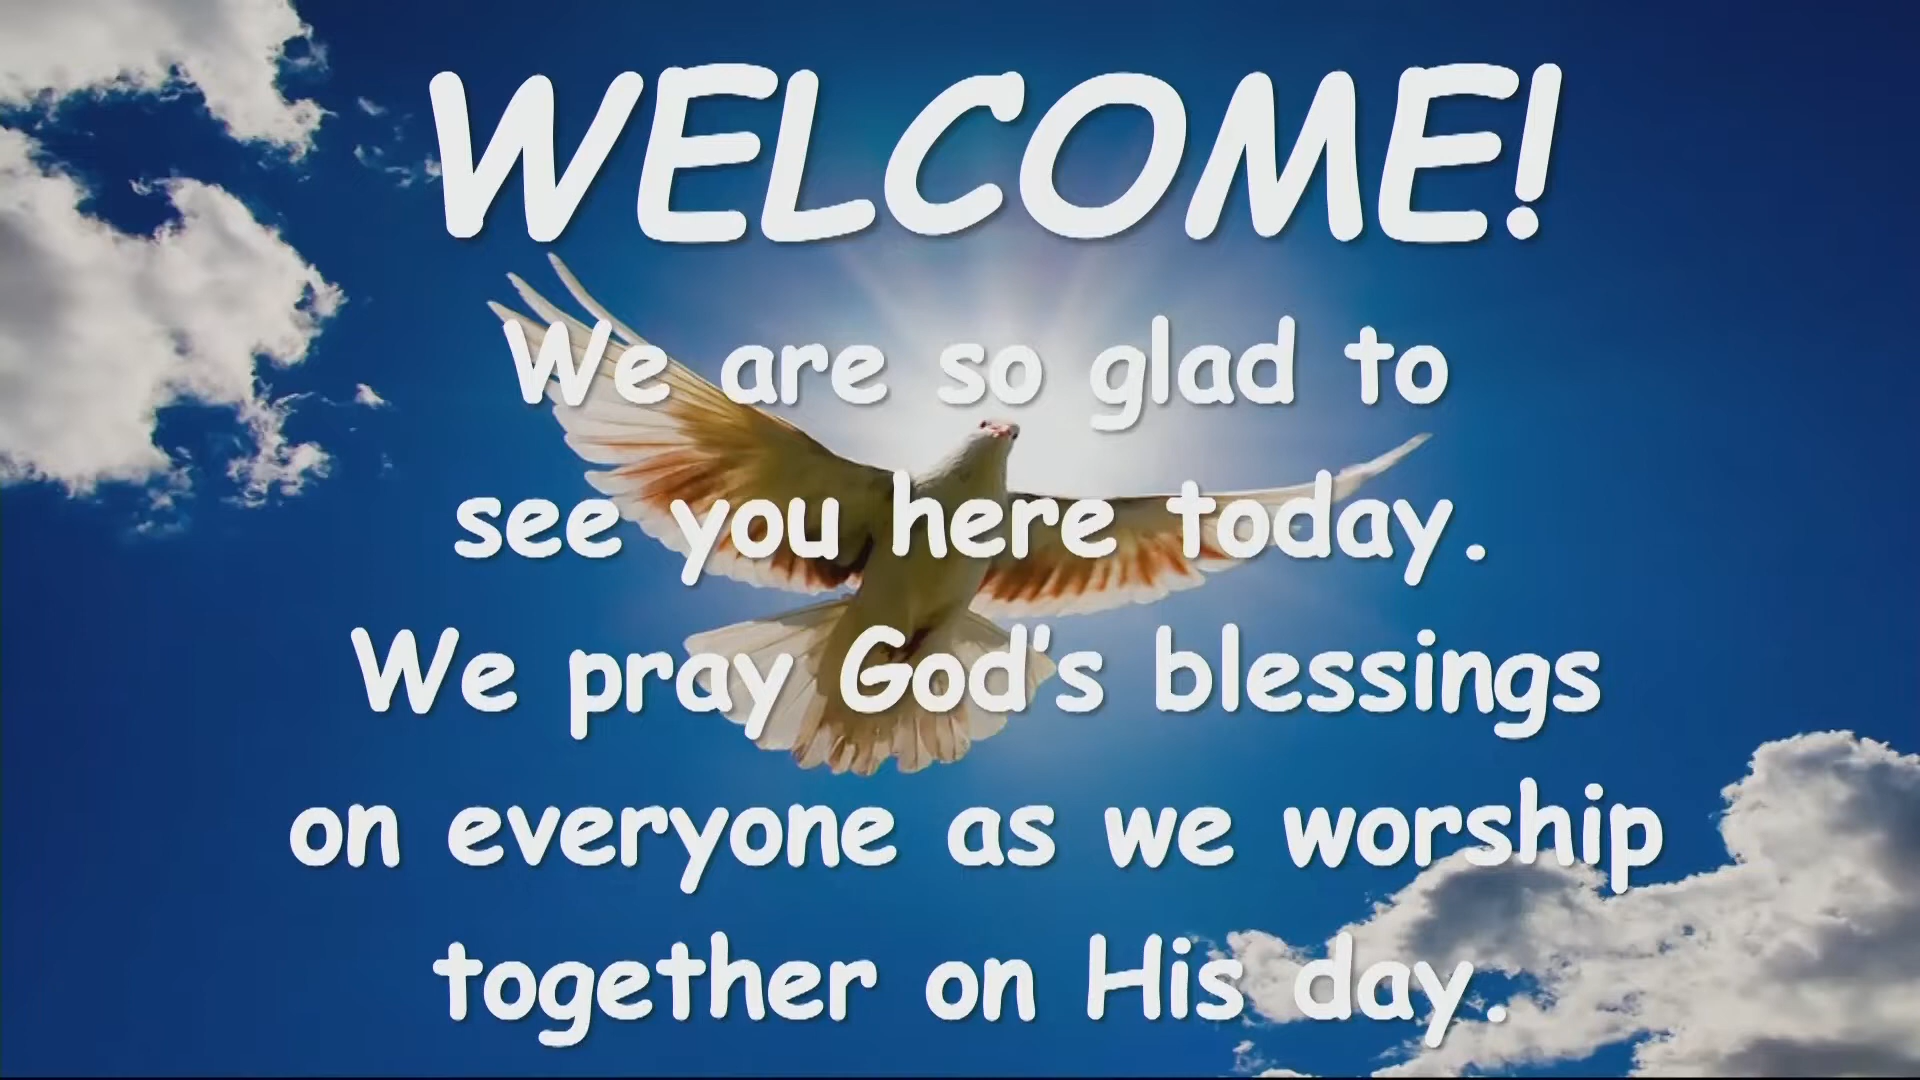 WELCOME!
We are so glad to
see you here today.
We pray God's blessings
on everyone as we worship
together on His day.